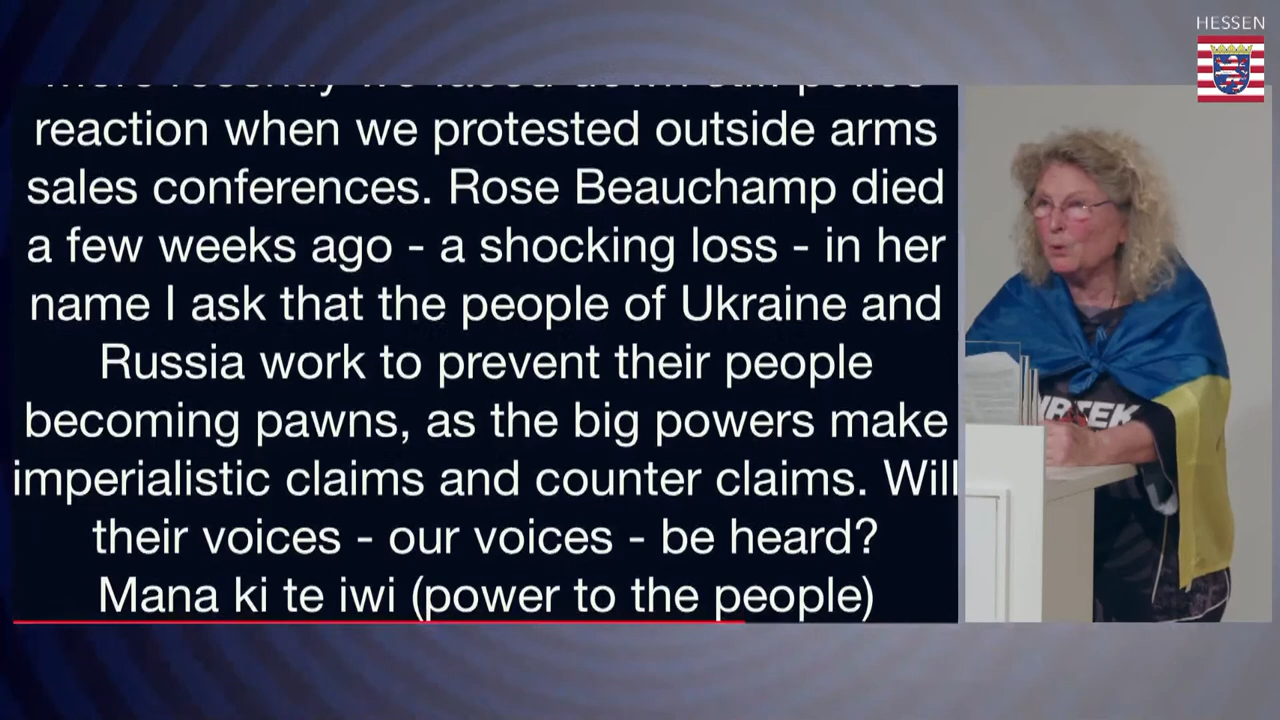 HESSEN
reaction when we protested outside arms
sales conferences. Rose Beauchamp died
a few weeks ago - a shocking loss - in her
name I ask that the people of Ukraine and
Russia work to prevent their people
becoming pawns, as the big powers make
imperialistic claims and counter claims. Will
their voices - our voices - be heard?
Mana ki te iwi (power to the people)